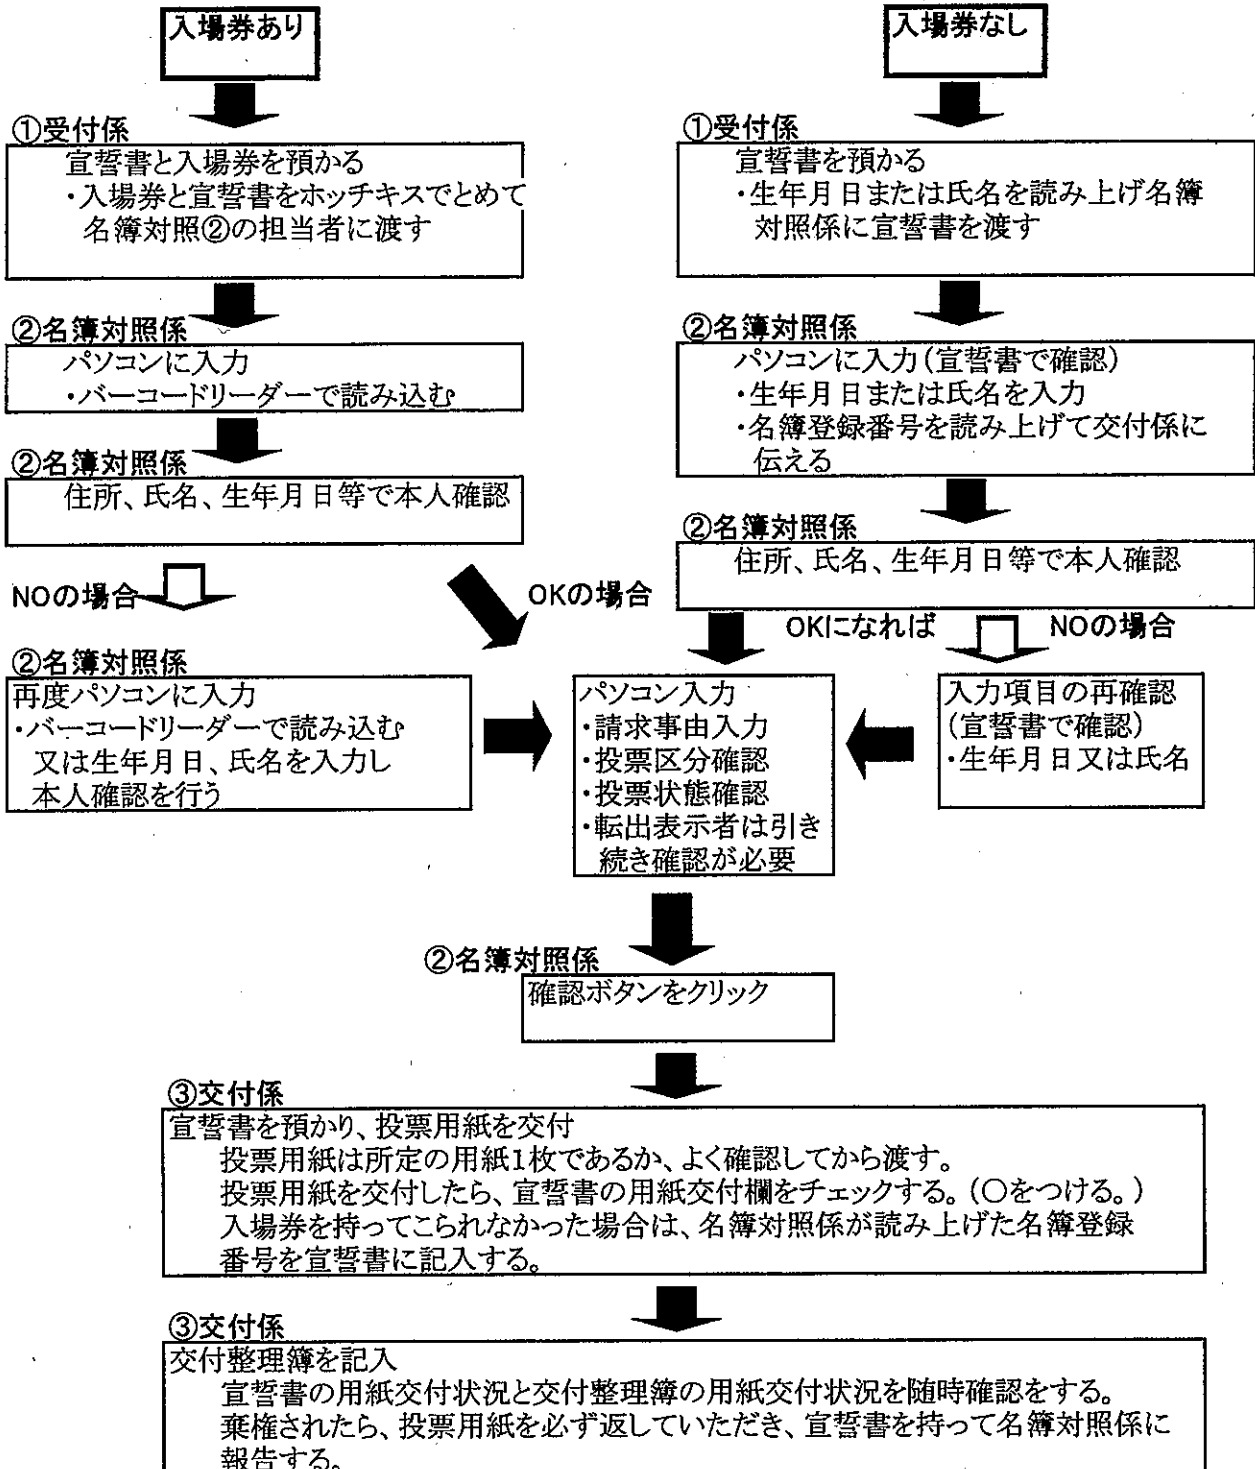 入場券あり
①受付係
宣誓書と入場券を預かる
・入場券と宣誓書をホッチキスでとめて
名簿対照②の担当者に渡す
②名簿対照係
パソコンに入力
・バーコードリーダーで読み込む
②名簿対照係
住所、氏名、生年月日等で本人確認
NOの場合
OKの場合
②名簿対照係
再度パソコンに入力
・バーコードリーダーで読み込む
又は生年月日、氏名を入力し
本人確認を行う
入場券なし
①受付係
宣誓書を預かる
・生年月日または氏名を読み上げ名簿
対照係に宣誓書を渡す
②名簿対照係
パソコンに入力(宣誓書で確認)
・生年月日または氏名を入力
・名簿登録番号を読み上げて交付係に
伝える
②名簿対照係
住所、氏名、生年月日等で本人確認
OKになれば
NOの場合
入力項目の再確認
(宣誓書で確認)
・生年月日又は氏名
パソコン入力
・請求事由入力
・投票区分確認
・投票状態確認
・転出表示者は引き
続き確認が必要
②名簿対照係
確認ボタンをクリック
③交付係
宣誓書を預かり、投票用紙を交付
投票用紙は所定の用紙1枚であるか、よく確認してから渡す。
投票用紙を交付したら、宣誓書の用紙交付欄をチェックする。(○をつける。)
入場券を持ってこられなかった場合は、名簿対照係が読み上げた名簿登録
番号を宣誓書に記入する。
③交付係
交付整理簿を記入
宣誓書の用紙交付状況と交付整理簿の用紙交付状況を随時確認をする。
棄権されたら、投票用紙を必ず返していただき、宣誓書を持って名簿対照係に
報告する。